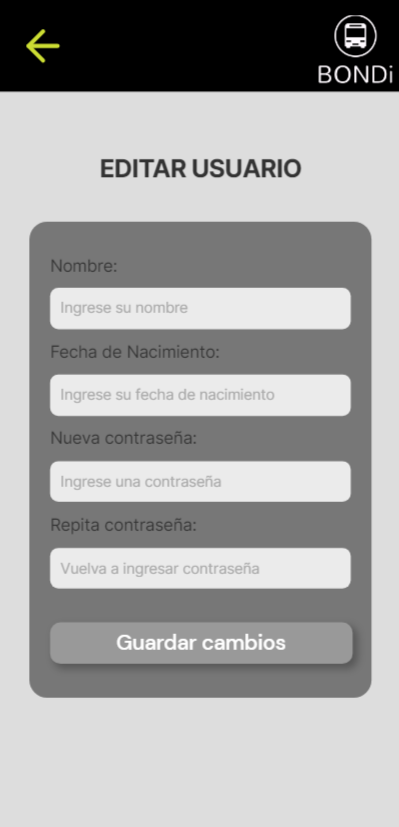 BONDi
EDITAR USUARIO
Nombre:
Ingrese su nombre
Fecha de Nacimiento:
Ingrese su fecha de nacimiento
Nueva contraseña:
Ingrese una contraseña
Repita contraseña:
Vuelva a ingresar contraseña
Guardar cambios